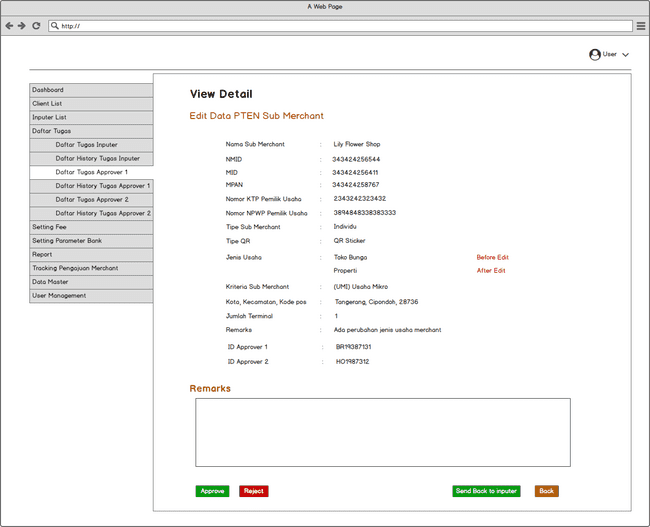 A Web Page
http://
User
Dashboard
Client List
Inputer List
Daftar Tugas
Daftar Tugas Inputer
Daftar History Tugas Inputer
Daftar Tugas Approver 1
Daftar History Tugas Approver 1
Daftar Tugas Approver 2
Daftar History Tugas Approver 2
Setting Fee
Setting Parameter Bank
Report
Tracking Pengajuan Merchant
Data Master
User Management
View Detail
Edit Data PTEN Sub Merchant
Nama Sub Merchant : Lily Flower Shop
NMID : 343424256544
MID : 343424256411
MPAN : 343424258767
Nomor KTP Pemilik Usaha : 2343242323432
Nomor NPWP Pemilik Usaha : 3894848338383333
Tipe Sub Merchant : Individu
Tipe QR : QR Sticker
Jenis Usaha : Toko Bunga Before Edit
Properti After Edit
Kriteria Sub Merchant : (UMI) Usaha Mikro
Kota, Kecamatan, Kode pos : Tangerang, Cipondoh, 28736
Jumlah Terminal : 1
Remarks : Ada perubahan jenis usaha merchant
ID Approver 1 : BR19387131
ID Approver 2 : HO1987312
Remarks
Approve Reject Send Back to inputer Back